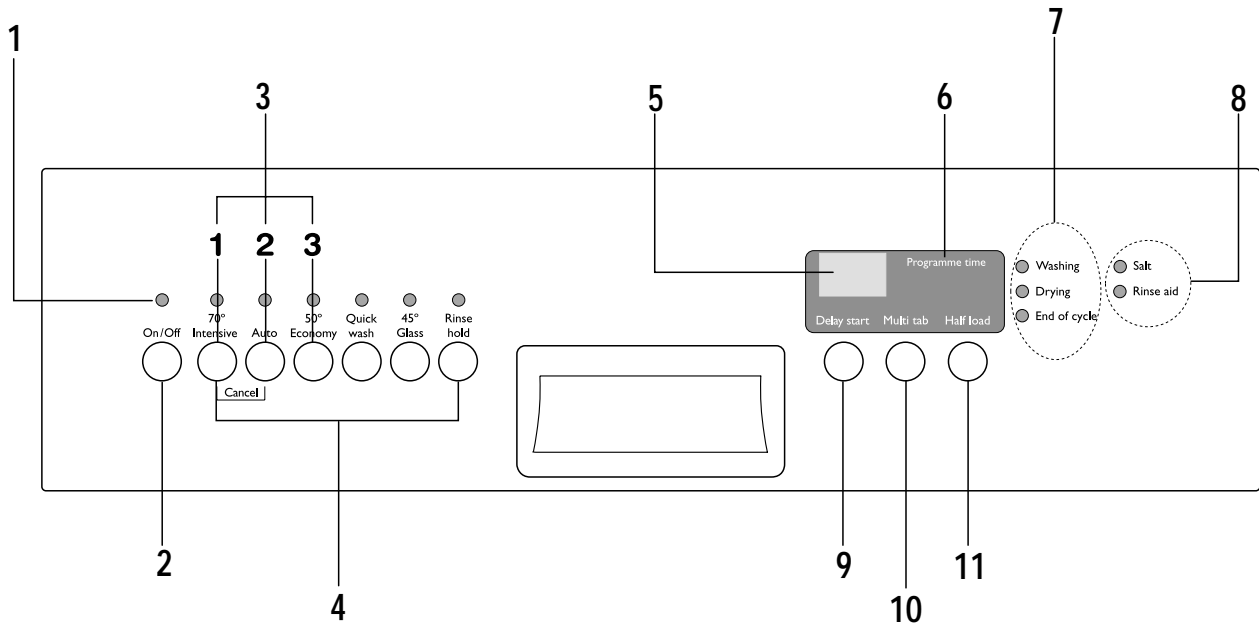 1
3
5
6
7
8
1 2 3
Programme time
Washing
Drying
End of cycle
Salt
Rinse aid
On/Off
70°
Intensive
Auto
50°
Economy
Quick
wash
45°
Glass
Rinse
hold
Cancel
Delay start
Multi tab
Half load
2
4
9
10
11